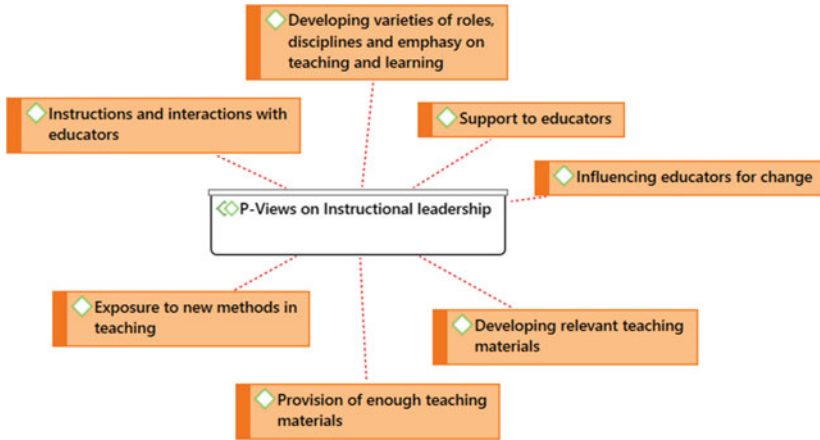 Developing varieties of roles,
disciplines and emphasy on
teaching and learning
Instructions and interactions with
educators
Support to educators
Influencing educators for change
P-Views on Instructional leadership
Exposure to new methods in
teaching
Developing relevant teaching
materials
Provision of enough teaching
materials